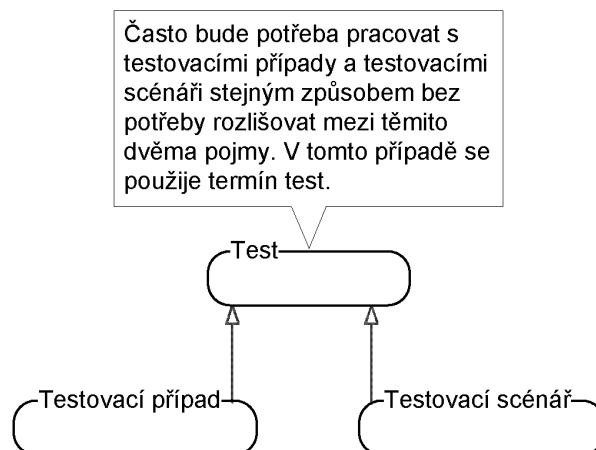 Často bude potřeba pracovat s
testovacími případy a testovacími
scénáři stejným způsobem bez
potřeby rozlišovat mezi těmito
dvěma pojmy. V tomto případě se
použije termín test.
Test
Testovací případ
Testovací scénář